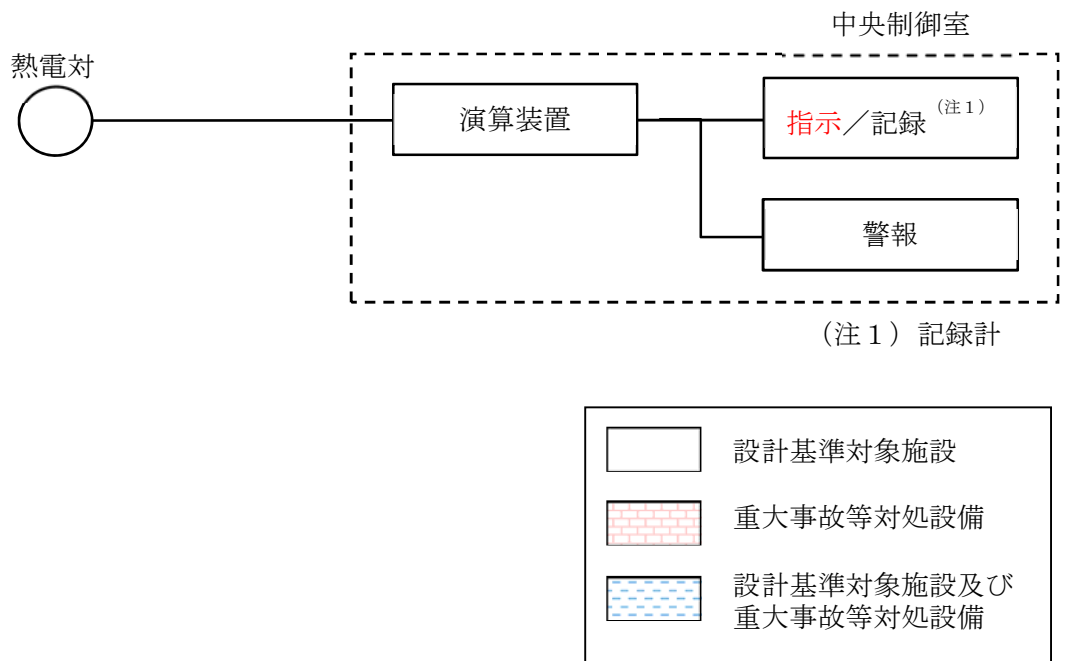 中央制御室
熱電対
演算装置
指示／記録（注１）
警報
（注１）記録計
設計基準対象施設
重大事故等対処設備
設計基準対象施設及び
重大事故等対処設備